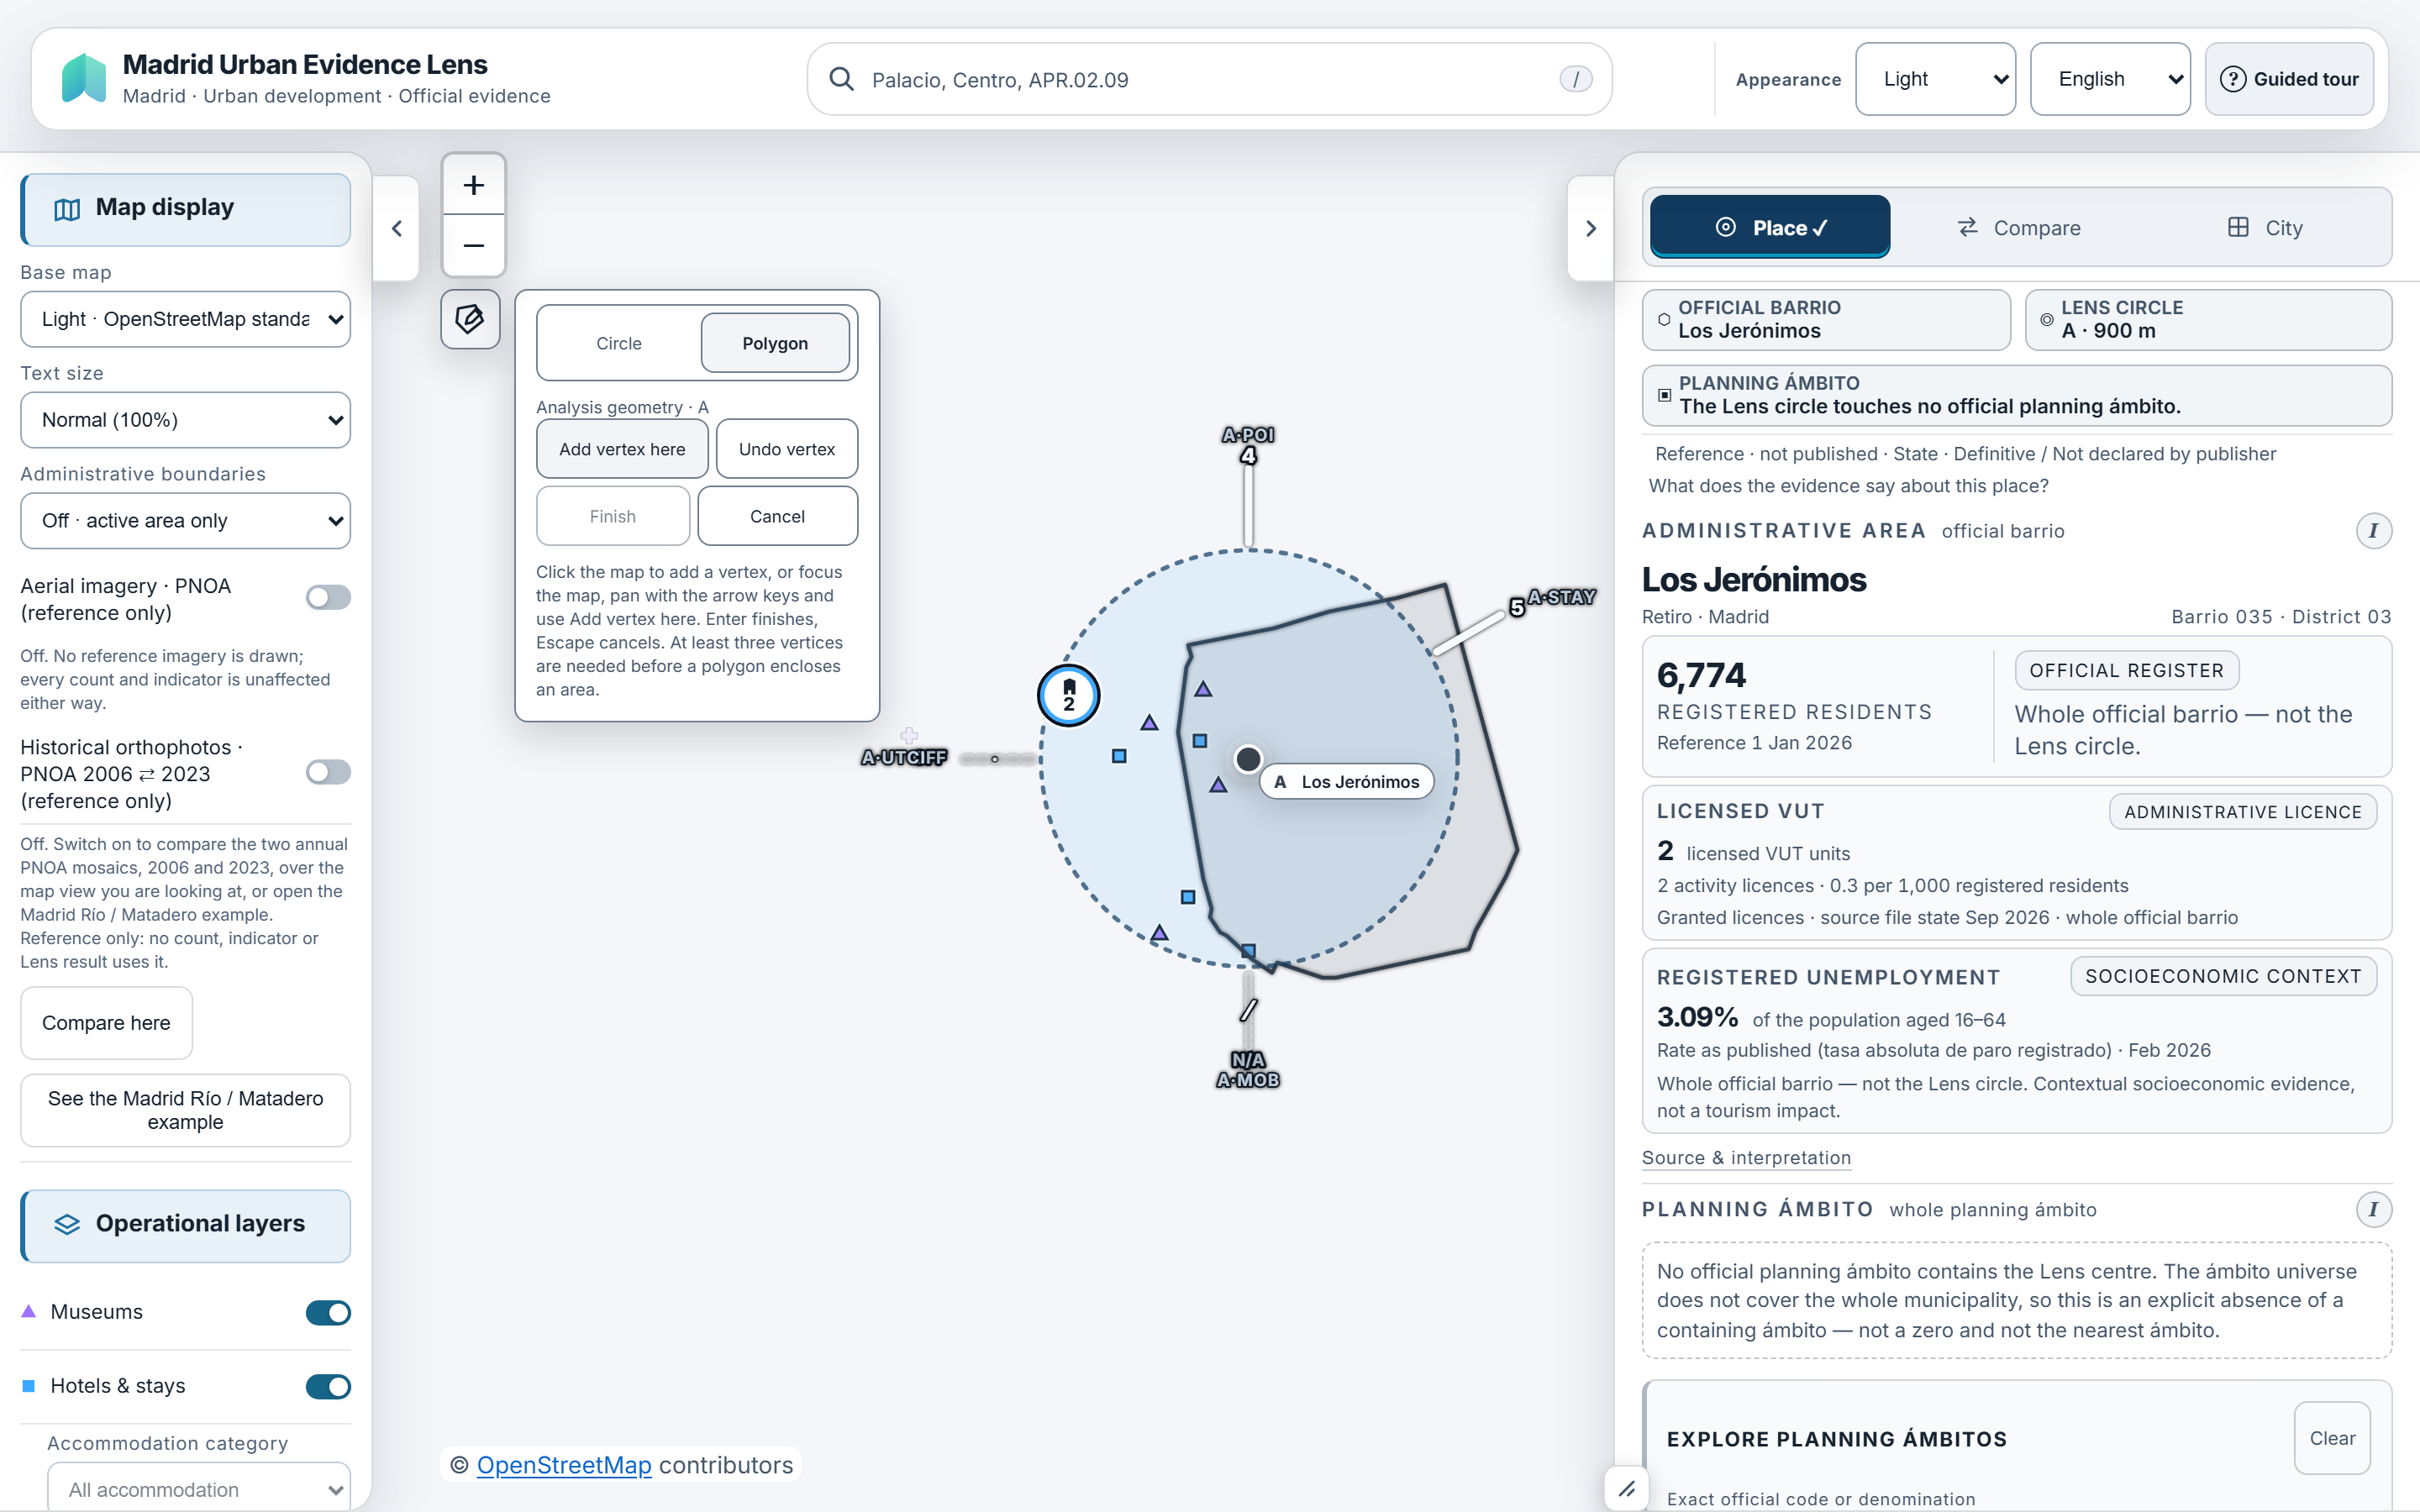 Madrid Urban Evidence Lens
Madrid · Urban development · Official evidence
Palacio, Centro, APR.02.09
/
Appearance
Light
English
? Guided tour
Map display
Base map
Light · OpenStreetMap standa
Text size
Normal (100%)
Administrative boundaries
Off · active area only
Aerial imagery · PNOA
(reference only)
Off. No reference imagery is drawn;
every count and indicator is unaffected
either way.
Historical orthophotos ·
PNOA 2006 ⇄ 2023
(reference only)
Off. Switch on to compare the two annual
PNOA mosaics, 2006 and 2023, over the
map view you are looking at, or open the
Madrid Río / Matadero example.
Reference only: no count, indicator or
Lens result uses it.
Compare here
See the Madrid Río / Matadero
example
Operational layers
Museums
Hotels & stays
Accommodation category
All accommodation
+
−
Circle
Polygon
Analysis geometry · A
Add vertex here
Undo vertex
Finish
Cancel
Click the map to add a vertex, or focus
the map, pan with the arrow keys and
use Add vertex here. Enter finishes,
Escape cancels. At least three vertices
are needed before a polygon encloses
an area.
A·POI
4
5 A·STAY
2
A Los Jerónimos
N/A
A·MOB
© OpenStreetMap contributors
Place ✓
Compare
City
OFFICIAL BARRIO
Los Jerónimos
LENS CIRCLE
A · 900 m
PLANNING ÁMBITO
The Lens circle touches no official planning ámbito.
Reference · not published · State · Definitive / Not declared by publisher
What does the evidence say about this place?
ADMINISTRATIVE AREA official barrio
I
Los Jerónimos
Retiro · Madrid
Barrio 035 · District 03
6,774
REGISTERED RESIDENTS
Reference 1 Jan 2026
OFFICIAL REGISTER
Whole official barrio — not the
Lens circle.
LICENSED VUT
ADMINISTRATIVE LICENCE
2 licensed VUT units
2 activity licences · 0.3 per 1,000 registered residents
Granted licences · source file state Sep 2026 · whole official barrio
REGISTERED UNEMPLOYMENT
SOCIOECONOMIC CONTEXT
3.09% of the population aged 16–64
Rate as published (tasa absoluta de paro registrado) · Feb 2026
Whole official barrio — not the Lens circle. Contextual socioeconomic evidence,
not a tourism impact.
Source & interpretation
PLANNING ÁMBITO whole planning ámbito
I
No official planning ámbito contains the Lens centre. The ámbito universe
does not cover the whole municipality, so this is an explicit absence of a
containing ámbito — not a zero and not the nearest ámbito.
EXPLORE PLANNING ÁMBITOS
Clear
Exact official code or denomination